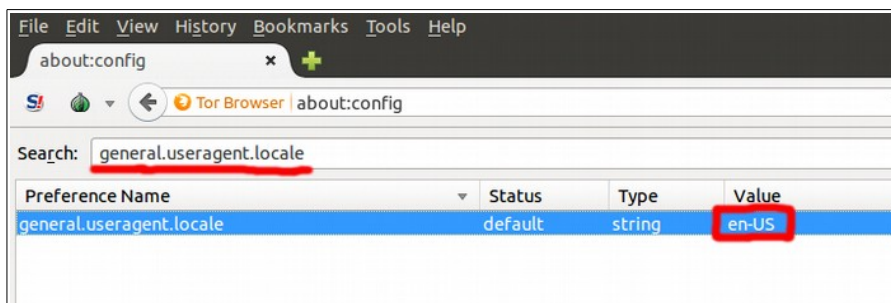 File Edit View History Bookmarks Tools Help
about:config
S! Tor Browser about:config
Search: general.useragent.locale
Preference Name Status Type Value
general.useragent.locale default string en-US